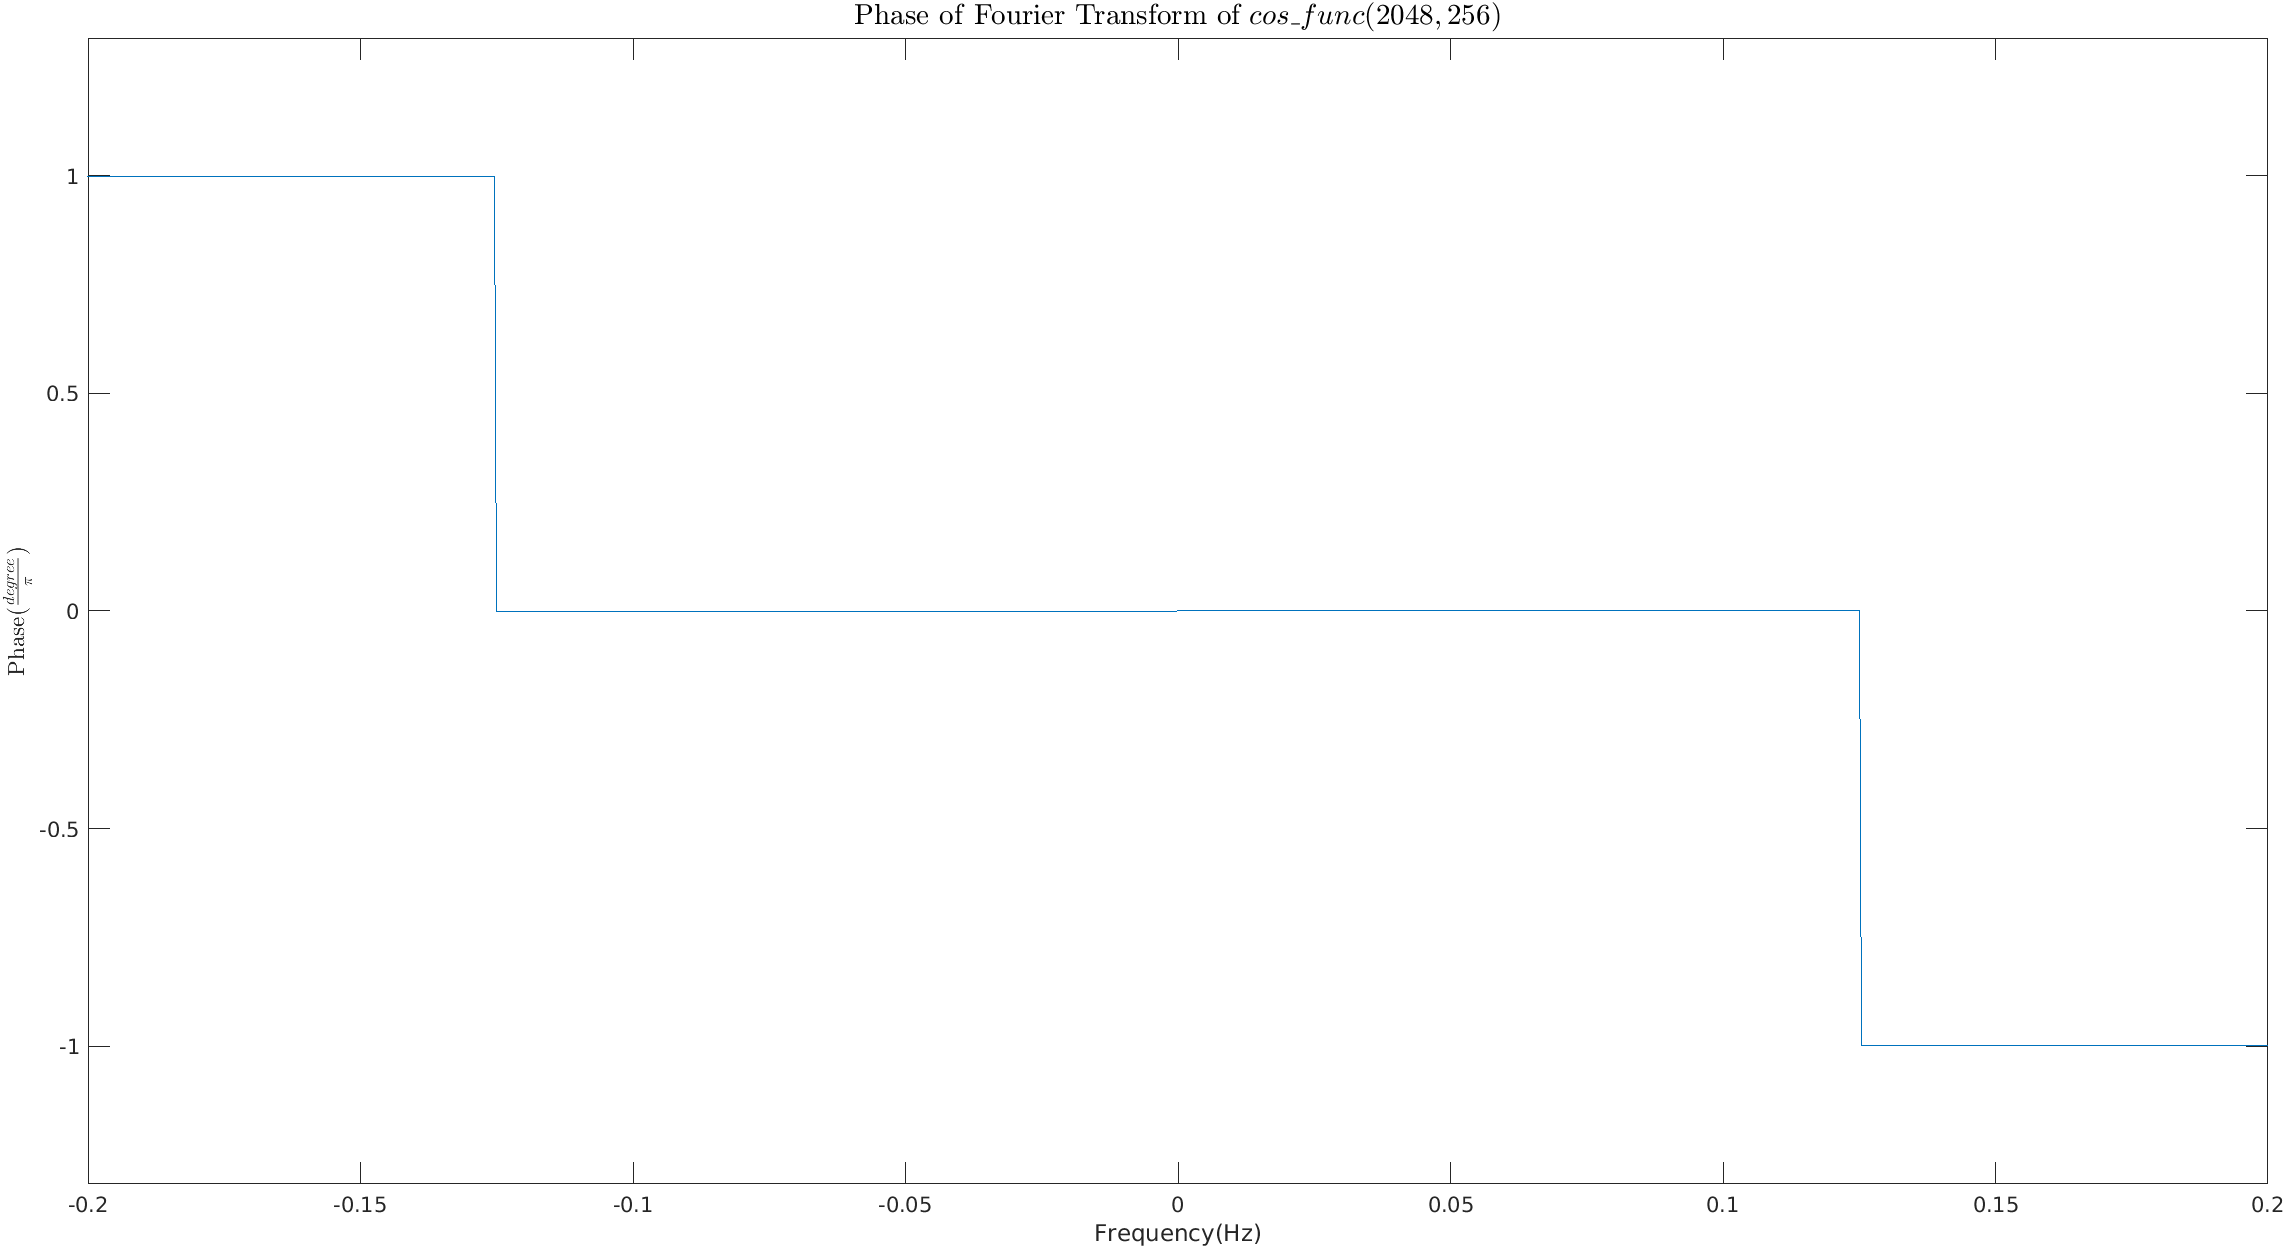 Phase of Fourier Transform of cos_func(2048, 256)
1
0.5
0
-0.5
-1
Phase(degree/π)
-0.2 -0.15 -0.1 -0.05 0 0.05 0.1 0.15 0.2
Frequency(Hz)